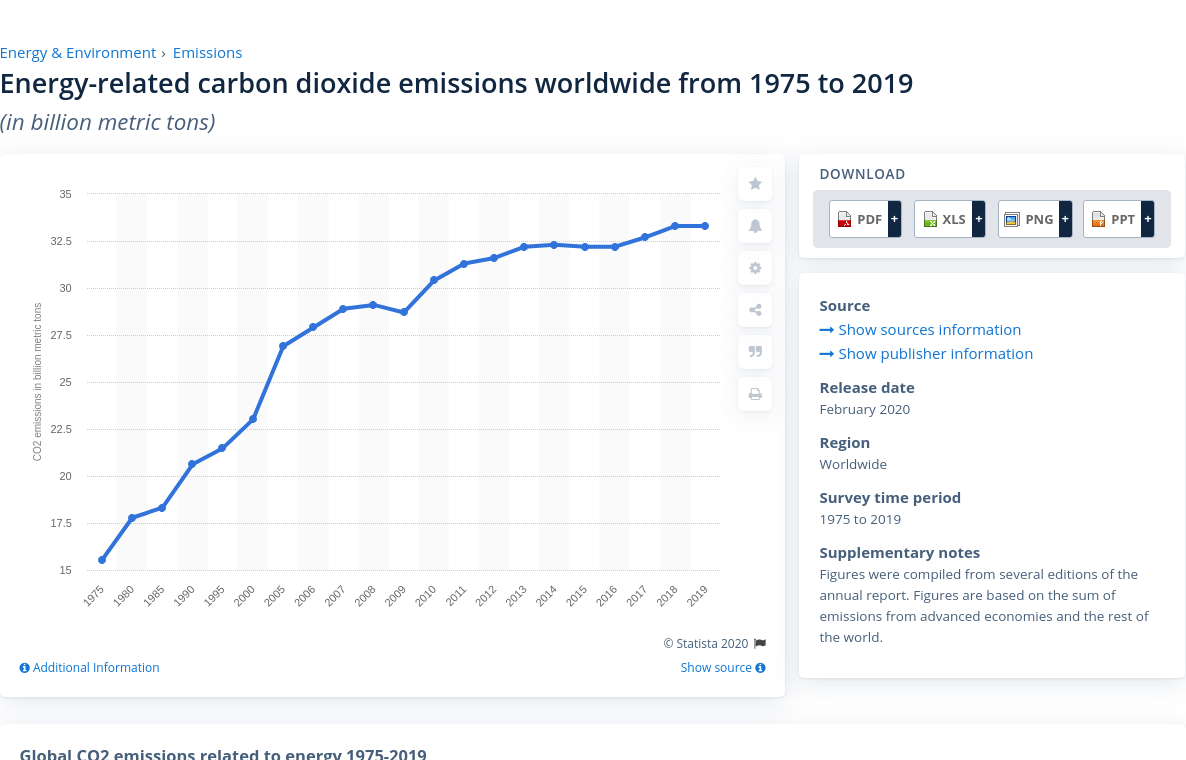 Energy & Environment › Emissions
Energy-related carbon dioxide emissions worldwide from 1975 to 2019
(in billion metric tons)
35
32.5
30
27.5
25
22.5
20
17.5
15
CO2 emissions in billion metric tons
1975 1980 1985 1990 1995 2000 2005 2006 2007 2008 2009 2010 2011 2012 2013 2014 2015 2016 2017 2018 2019
© Statista 2020
Additional Information
Show source
DOWNLOAD
PDF + XLS + PNG + PPT +
Source
Show sources information
Show publisher information
Release date
February 2020
Region
Worldwide
Survey time period
1975 to 2019
Supplementary notes
Figures were compiled from several editions of the
annual report. Figures are based on the sum of
emissions from advanced economies and the rest of
the world.
Global CO2 emissions related to energy 1975-2019